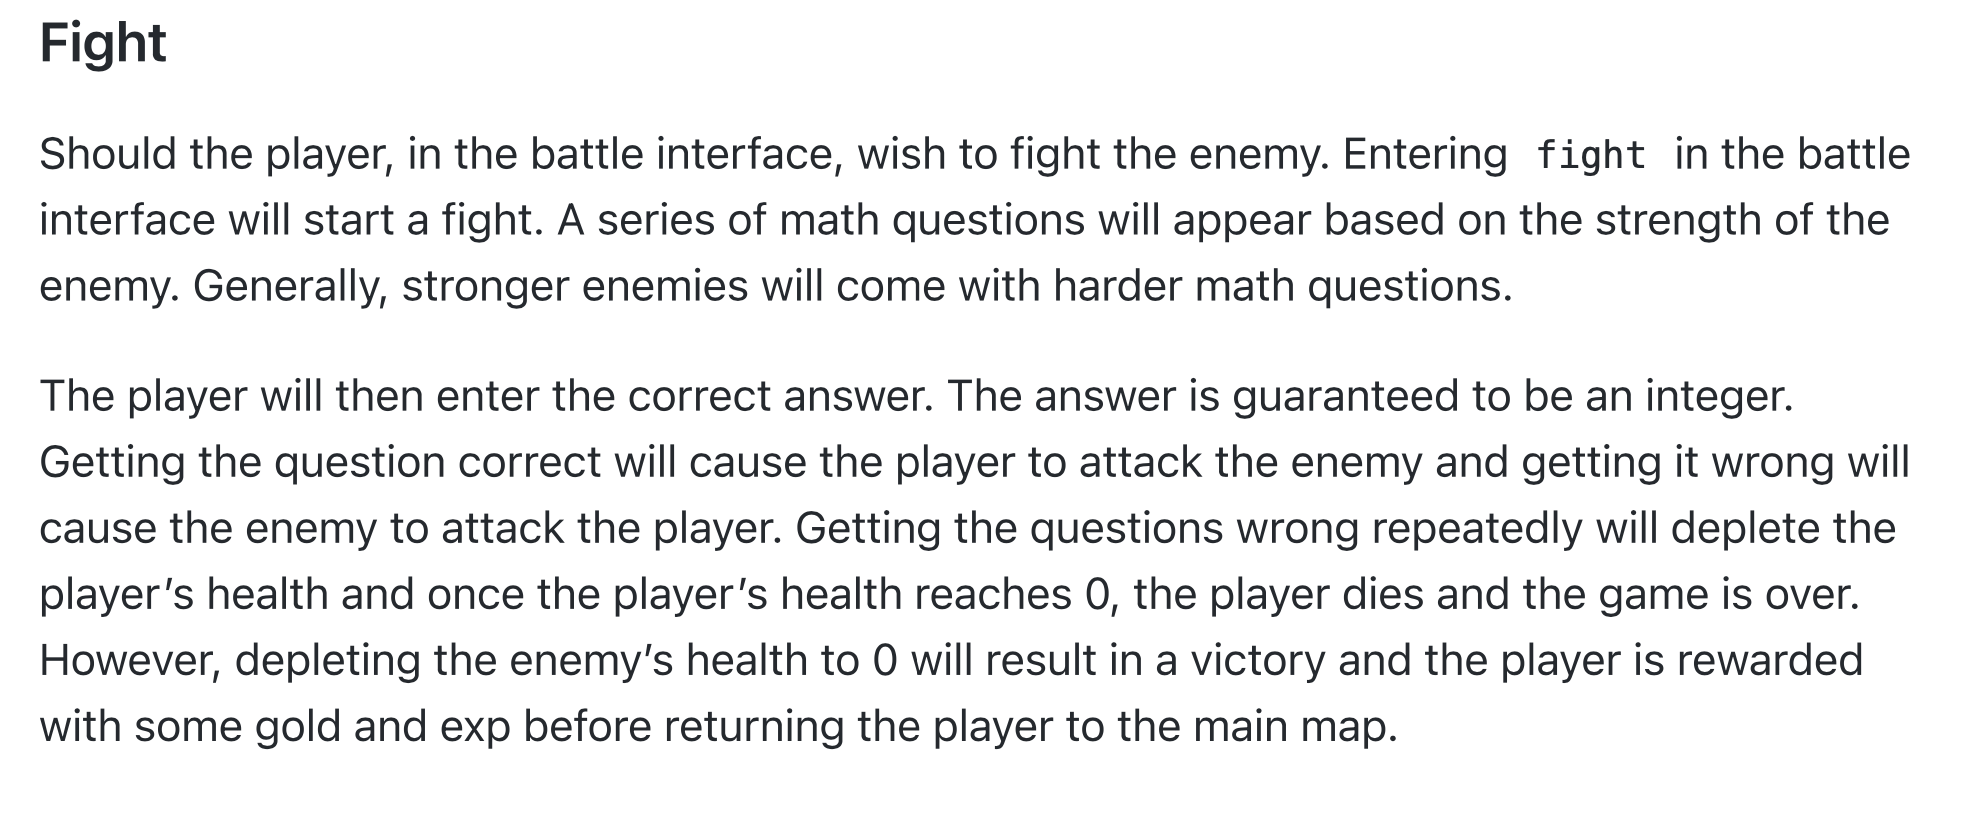 Fight
Should the player, in the battle interface, wish to fight the enemy. Entering fight in the battle
interface will start a fight. A series of math questions will appear based on the strength of the
enemy. Generally, stronger enemies will come with harder math questions.
The player will then enter the correct answer. The answer is guaranteed to be an integer.
Getting the question correct will cause the player to attack the enemy and getting it wrong will
cause the enemy to attack the player. Getting the questions wrong repeatedly will deplete the
player’s health and once the player’s health reaches 0, the player dies and the game is over.
However, depleting the enemy’s health to 0 will result in a victory and the player is rewarded
with some gold and exp before returning the player to the main map.